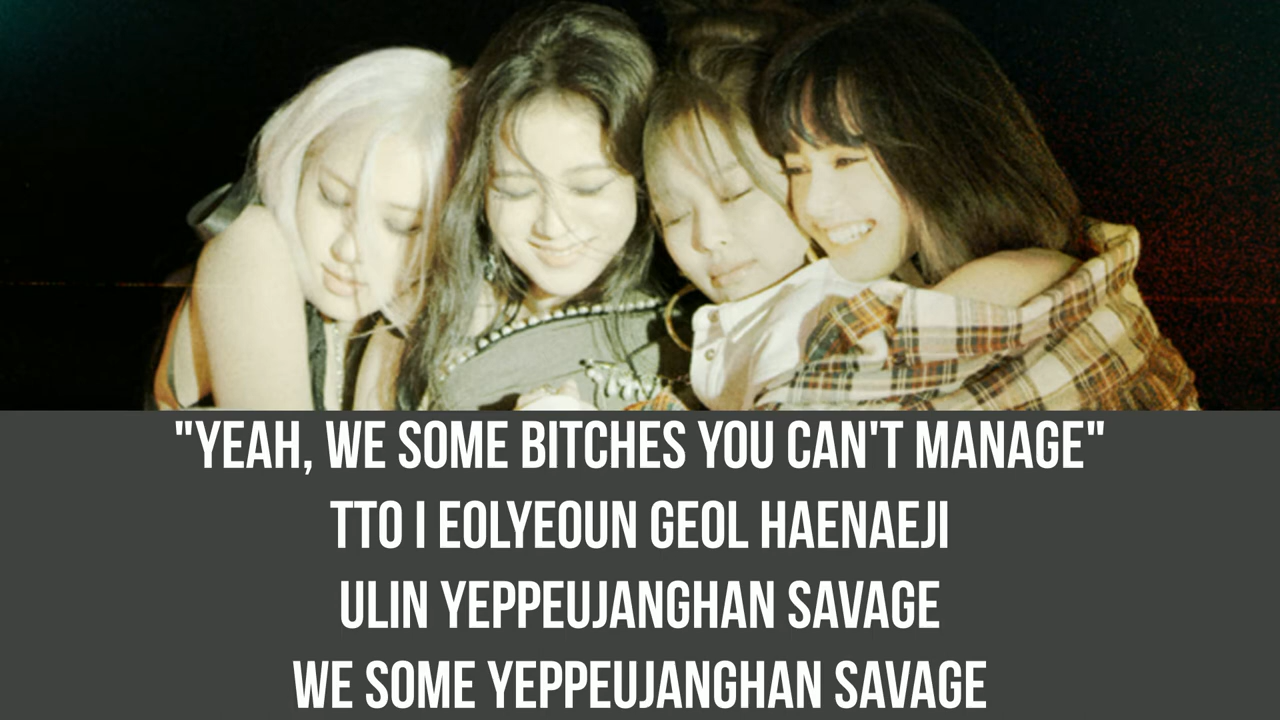 "YEAH, WE SOME BITCHES YOU CAN'T MANAGE"
TTO I EOLYEOUN GEOL HAENAEJI
ULIN YEPPEUJANGHAN SAVAGE
WE SOME YEPPEUJANGHAN SAVAGE